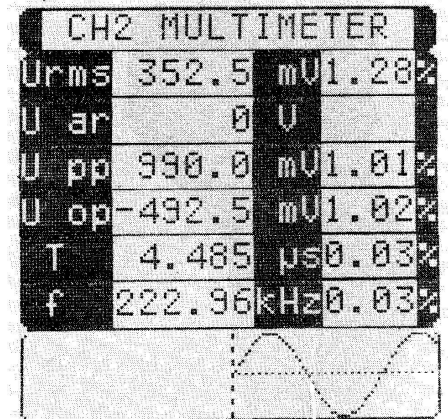 CH2 MULTIMETER
Urms 352.5 mV 1.28%
U ar 0 V
U pp 990.0 mV 1.01%
U op -492.5 mV 1.02%
T 4.485 µs 0.03%
f 222.96 kHz 0.03%